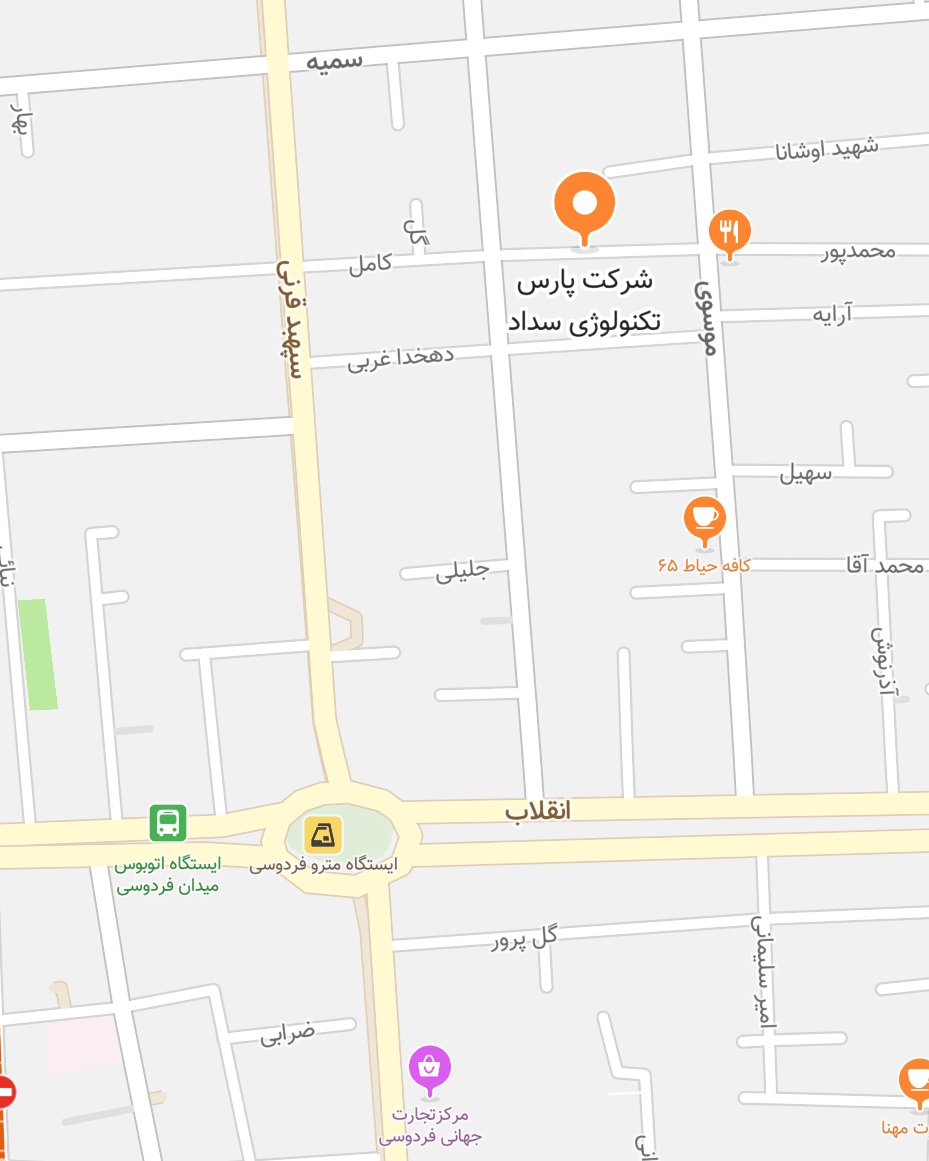 سمیه
بهار
شهید اوشانا
گل
کامل
محمدپور
سپهبد قرنی
شرکت پارس
تکنولوژی سداد
موسوی
آرایه
دهخدا غربی
سهیل
کافه حیاط ۶۵
محمد آقا
جلیلی
آذرنوش
انقلاب
ایستگاه اتوبوس
میدان فردوسی
ایستگاه مترو فردوسی
گل پرور
امیر سلیمانی
ضرابی
مرکزتجارت
جهانی فردوسی
ت مهنا